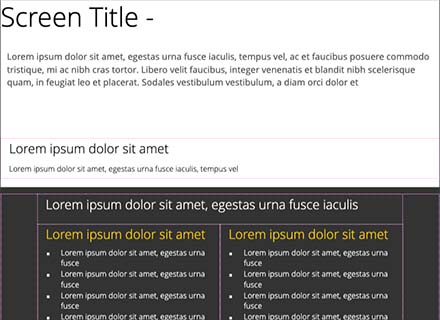 Screen Title -
Lorem ipsum dolor sit amet, egestas urna fusce iaculis, tempus vel, ac et faucibus posuere commodo
tristique, mi ac nibh cras tortor. Libero velit faucibus, integer venenatis et blandit nibh scelerisque
quam, in feugiat leo et placerat. Sodales vestibulum vestibulum, a diam orci dolor et
Lorem ipsum dolor sit amet
Lorem ipsum dolor sit amet, egestas urna fusce iaculis, tempus vel
Lorem ipsum dolor sit amet, egestas urna fusce iaculis
Lorem ipsum dolor sit amet
▪ Lorem ipsum dolor sit amet, egestas urna
fusce
▪ Lorem ipsum dolor sit amet, egestas urna
fusce
▪ Lorem ipsum dolor sit amet, egestas urna
fusce
▪ Lorem ipsum dolor sit amet, egestas urna
Lorem ipsum dolor sit amet
▪ Lorem ipsum dolor sit amet, egestas urna
fusce
▪ Lorem ipsum dolor sit amet, egestas urna
fusce
▪ Lorem ipsum dolor sit amet, egestas urna
fusce
▪ Lorem ipsum dolor sit amet, egestas urna